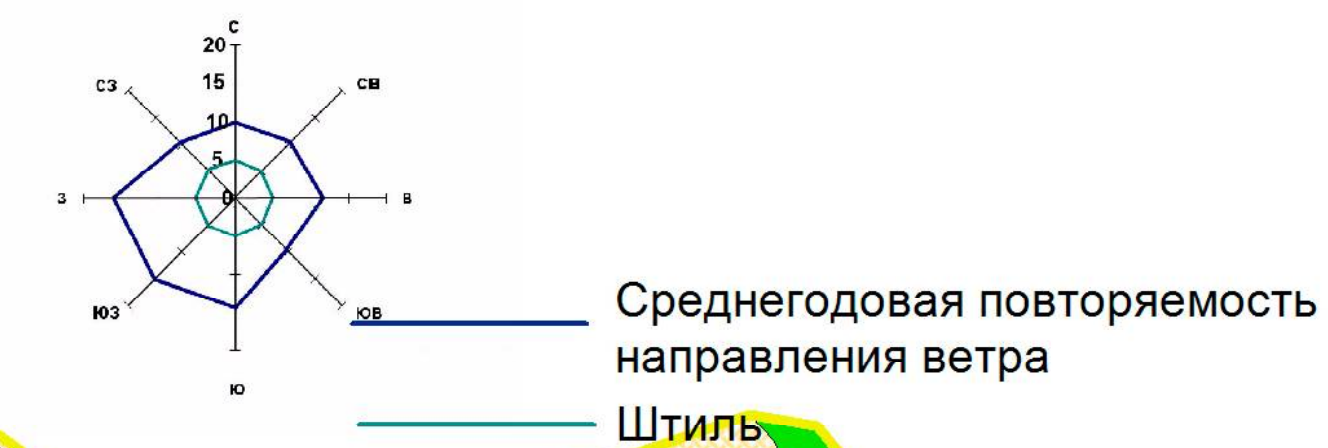 С
20
СЗ
15
СВ
10
5
З
0
В
ЮЗ
ЮВ
Ю
Среднегодовая повторяемость
направления ветра
Штиль